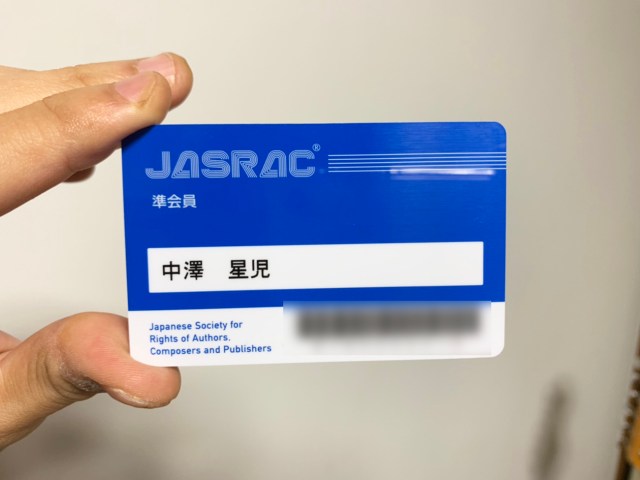 JASRAC®
準会員
中澤 星児
Japanese Society for
Rights of Authors,
Composers and Publishers